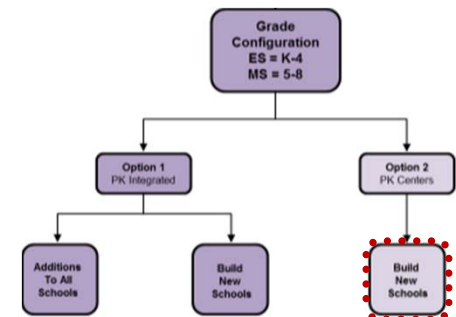 Grade
Configuration
ES = K-4
MS = 5-8
Option 1
PK Integrated
Option 2
PK Centers
Additions
To All
Schools
Build
New
Schools
Build
New
Schools